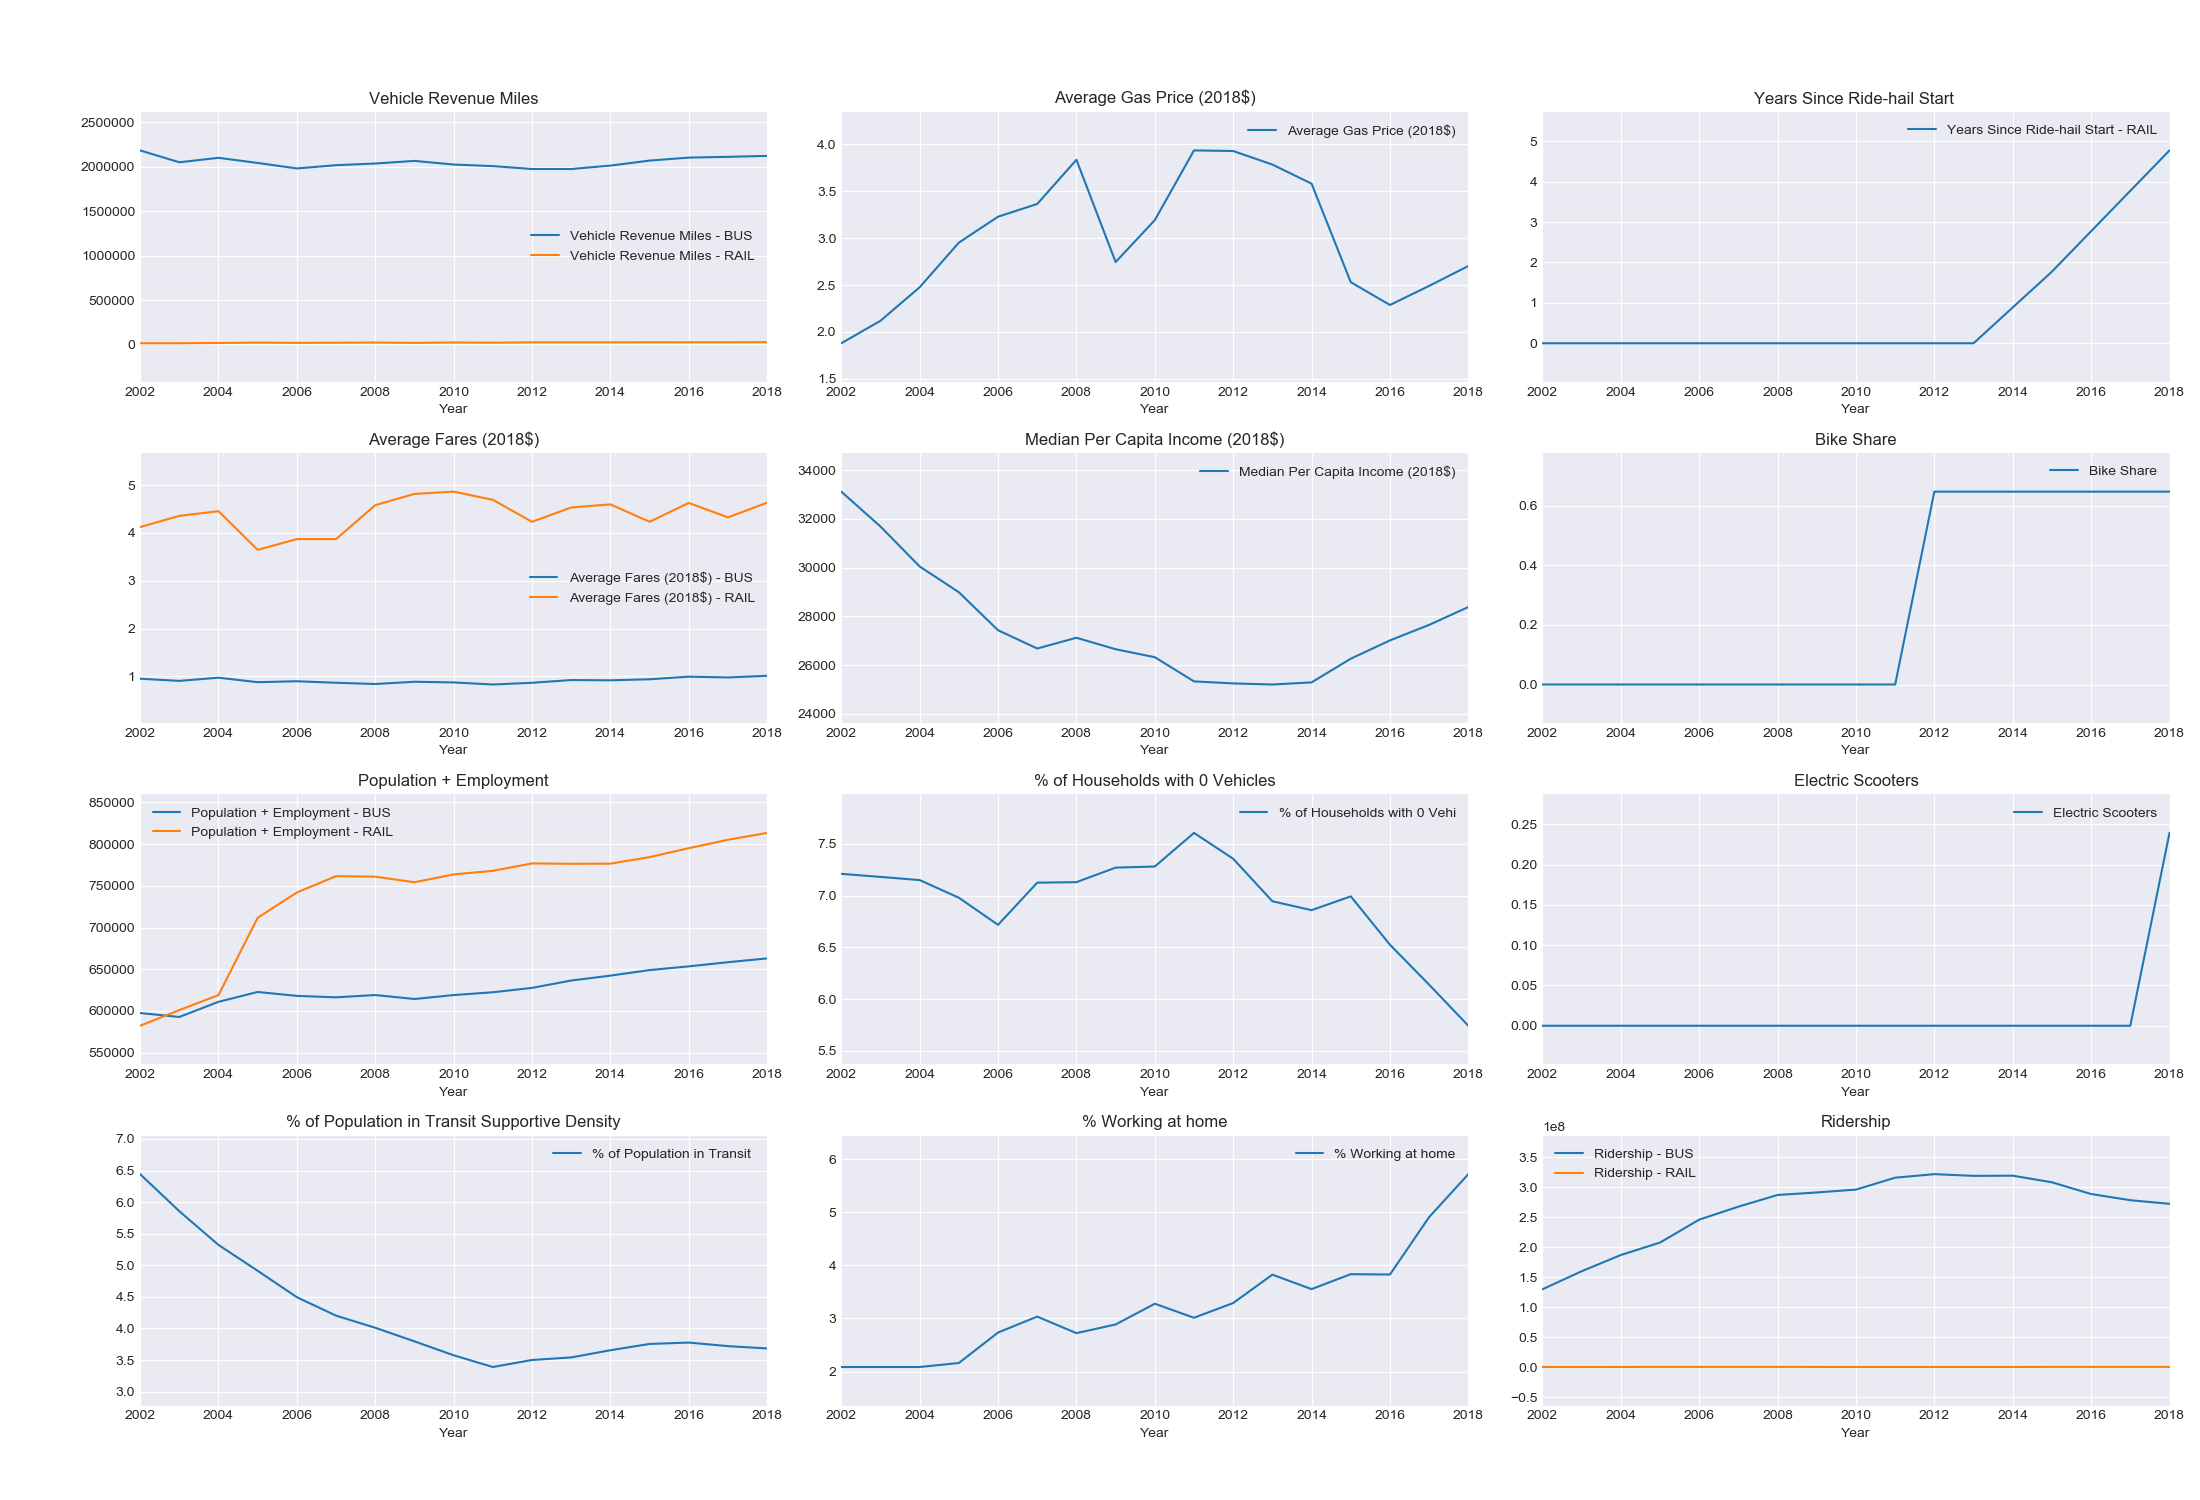 Vehicle Revenue Miles
2500000
2000000
1500000
1000000
500000
0
Vehicle Revenue Miles - BUS
Vehicle Revenue Miles - RAIL
2002 2004 2006 2008 2010 2012 2014 2016 2018
Year
Average Gas Price (2018$)
4.0
3.5
3.0
2.5
2.0
1.5
Average Gas Price (2018$)
2002 2004 2006 2008 2010 2012 2014 2016 2018
Year
Years Since Ride-hail Start
5
4
3
2
1
0
Years Since Ride-hail Start - RAIL
2002 2004 2006 2008 2010 2012 2014 2016 2018
Year
Average Fares (2018$)
5
4
3
2
1
Average Fares (2018$) - BUS
Average Fares (2018$) - RAIL
2002 2004 2006 2008 2010 2012 2014 2016 2018
Year
Median Per Capita Income (2018$)
34000
32000
30000
28000
26000
24000
Median Per Capita Income (2018$)
2002 2004 2006 2008 2010 2012 2014 2016 2018
Year
Bike Share
0.6
0.4
0.2
0.0
Bike Share
2002 2004 2006 2008 2010 2012 2014 2016 2018
Year
Population + Employment
850000
800000
750000
700000
650000
600000
550000
Population + Employment - BUS
Population + Employment - RAIL
2002 2004 2006 2008 2010 2012 2014 2016 2018
Year
% of Households with 0 Vehicles
7.5
7.0
6.5
6.0
5.5
% of Households with 0 Vehi
2002 2004 2006 2008 2010 2012 2014 2016 2018
Year
Electric Scooters
0.25
0.20
0.15
0.10
0.05
0.00
Electric Scooters
2002 2004 2006 2008 2010 2012 2014 2016 2018
Year
% of Population in Transit Supportive Density
7.0
6.5
6.0
5.5
5.0
4.5
4.0
3.5
3.0
% of Population in Transit
2002 2004 2006 2008 2010 2012 2014 2016 2018
Year
% Working at home
6
5
4
3
2
% Working at home
2002 2004 2006 2008 2010 2012 2014 2016 2018
Year
Ridership
1e8
3.5
3.0
2.5
2.0
1.5
1.0
0.5
0.0
−0.5
Ridership - BUS
Ridership - RAIL
2002 2004 2006 2008 2010 2012 2014 2016 2018
Year